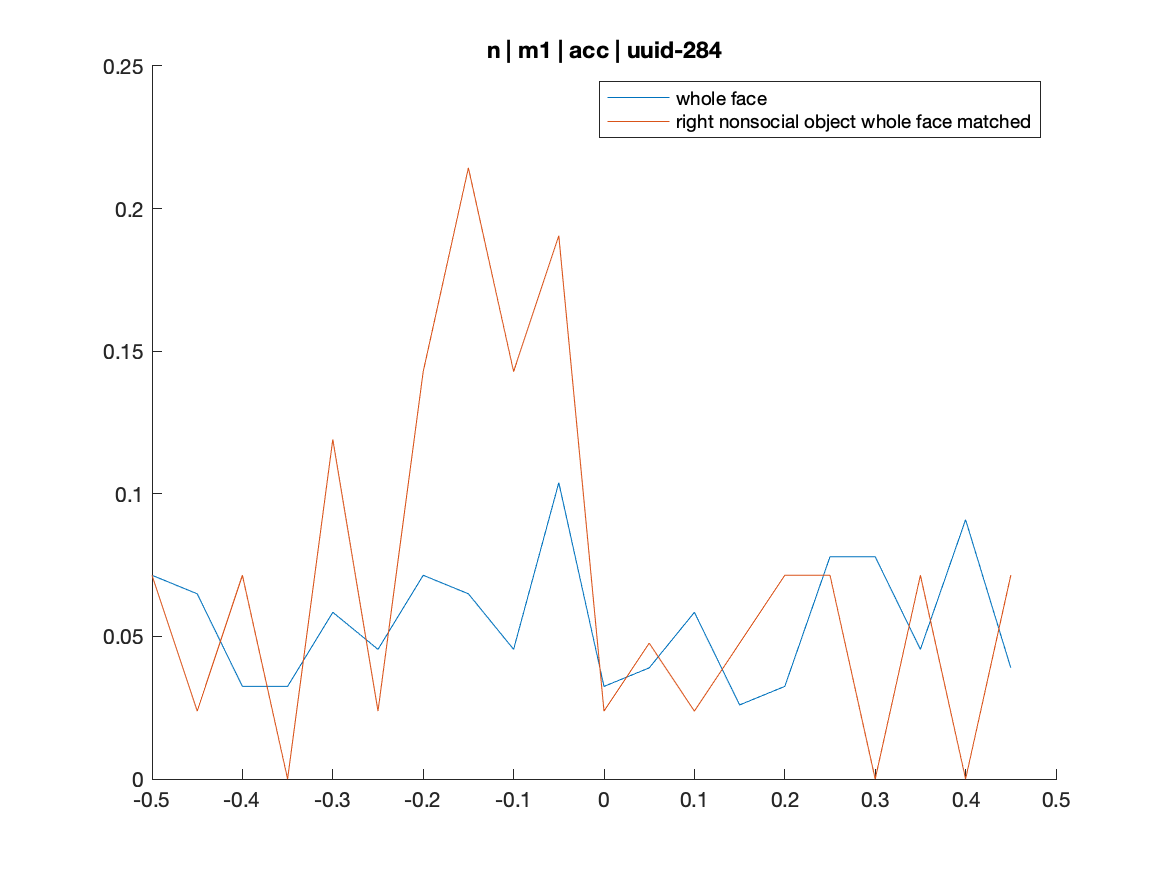 n | m1 | acc | uuid-284
0.25
whole face
right nonsocial object whole face matched
0.2
0.15
0.1
0.05
0
-0.5 -0.4 -0.3 -0.2 -0.1 0 0.1 0.2 0.3 0.4 0.5